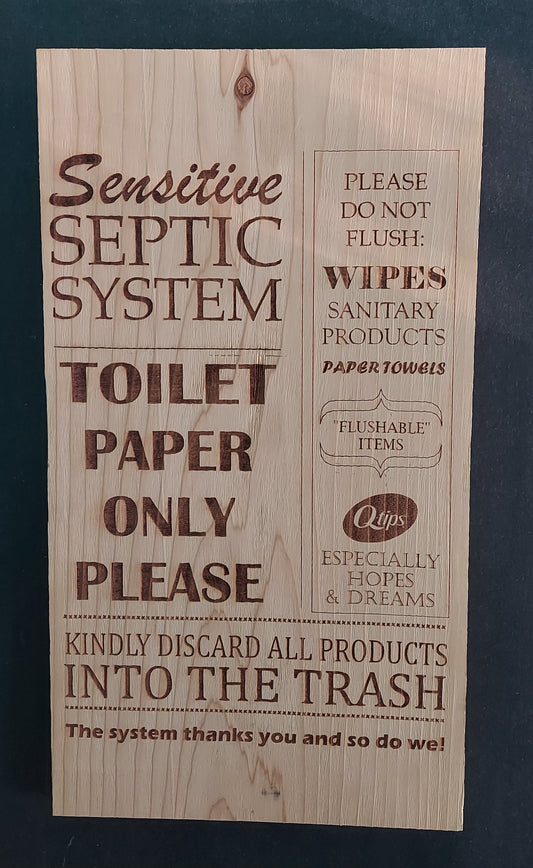 Sensitive
SEPTIC
SYSTEM
TOILET
PAPER
ONLY
PLEASE
PLEASE
DO NOT
FLUSH:
WIPES
SANITARY
PRODUCTS
PAPER TOWELS
"FLUSHABLE"
ITEMS
Qtips
ESPECIALLY
HOPES
& DREAMS
KINDLY DISCARD ALL PRODUCTS
INTO THE TRASH
The system thanks you and so do we!